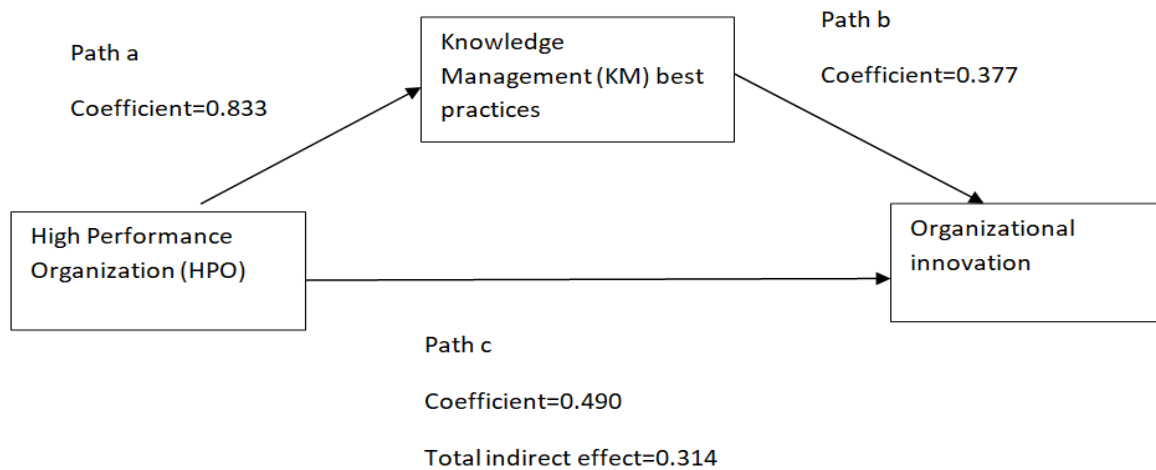 Path a
Coefficient=0.833
Knowledge
Management (KM) best
practices
Path b
Coefficient=0.377
High Performance
Organization (HPO)
Organizational
innovation
Path c
Coefficient=0.490
Total indirect effect=0.314